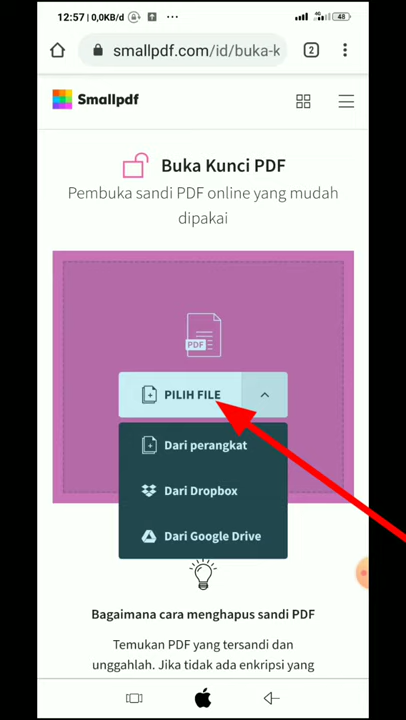 12:57 | 0,0KB/d ...
4G 48
smallpdf.com/id/buka-k
2
Smallpdf
Buka Kunci PDF
Pembuka sandi PDF online yang mudah
dipakai
PDF
PILIH FILE
Dari perangkat
Dari Dropbox
Dari Google Drive
Bagaimana cara menghapus sandi PDF
Temukan PDF yang tersandi dan
unggahlah. Jika tidak ada enkripsi yang